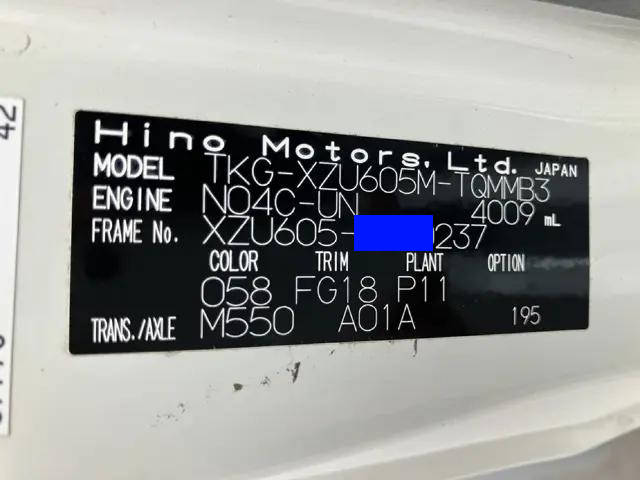 Hino Motors, Ltd. JAPAN
MODEL TKG-XZU605M-TQMMB3
ENGINE N04C-UN 4009 mL
FRAME No. XZU605- 237
COLOR TRIM PLANT OPTION
058 FG18 P11
TRANS./AXLE M550 A01A 195
42